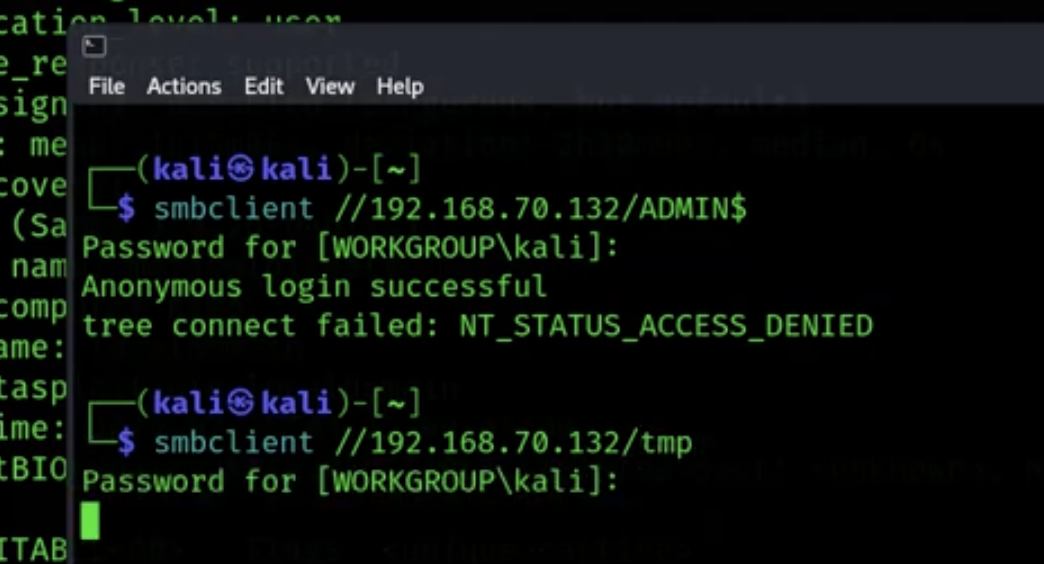 cation_level: user
e_re
File Actions Edit View Help
sign
: me
┌──(kali㉿kali)-[~]
cove
└─$ smbclient //192.168.70.132/ADMIN$
(Sa
Password for [WORKGROUP\kali]:
nam
Anonymous login successful
comp
tree connect failed: NT_STATUS_ACCESS_DENIED
ame:
tasp
┌──(kali㉿kali)-[~]
ime:
└─$ smbclient //192.168.70.132/tmp
tBIO
Password for [WORKGROUP\kali]:
ITAB